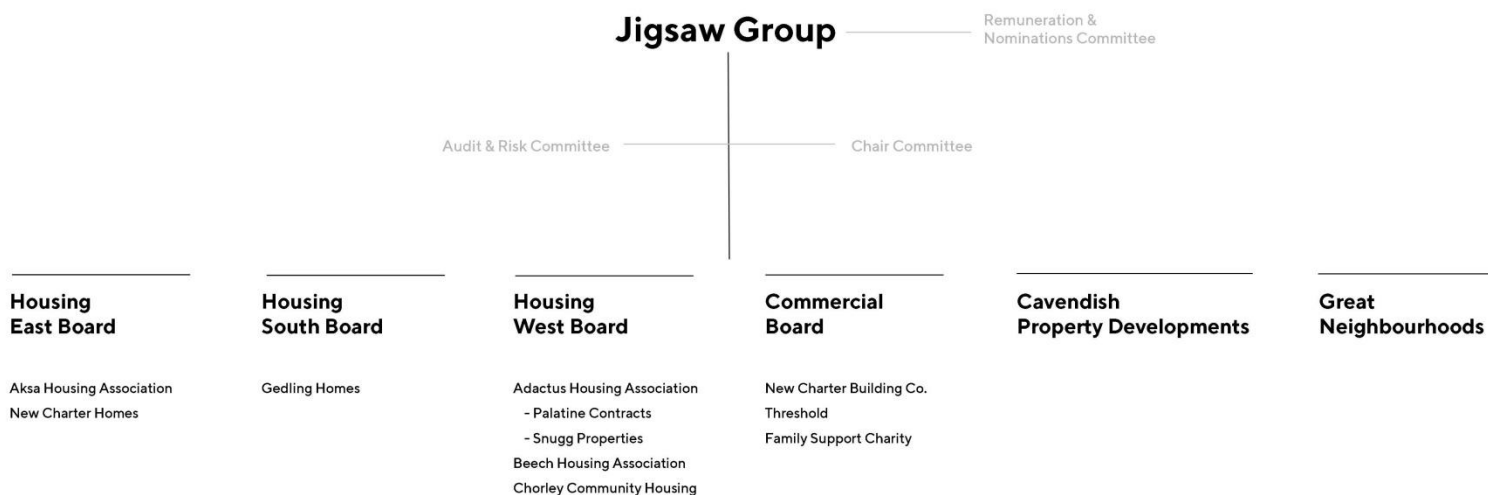 Jigsaw Group
Remuneration &
Nominations Committee
Audit & Risk Committee
Chair Committee
Housing
East Board
Housing
South Board
Housing
West Board
Commercial
Board
Cavendish
Property Developments
Great
Neighbourhoods
Aksa Housing Association
New Charter Homes
Gedling Homes
Adactus Housing Association
- Palatine Contracts
- Snugg Properties
Beech Housing Association
Chorley Community Housing
New Charter Building Co.
Threshold
Family Support Charity